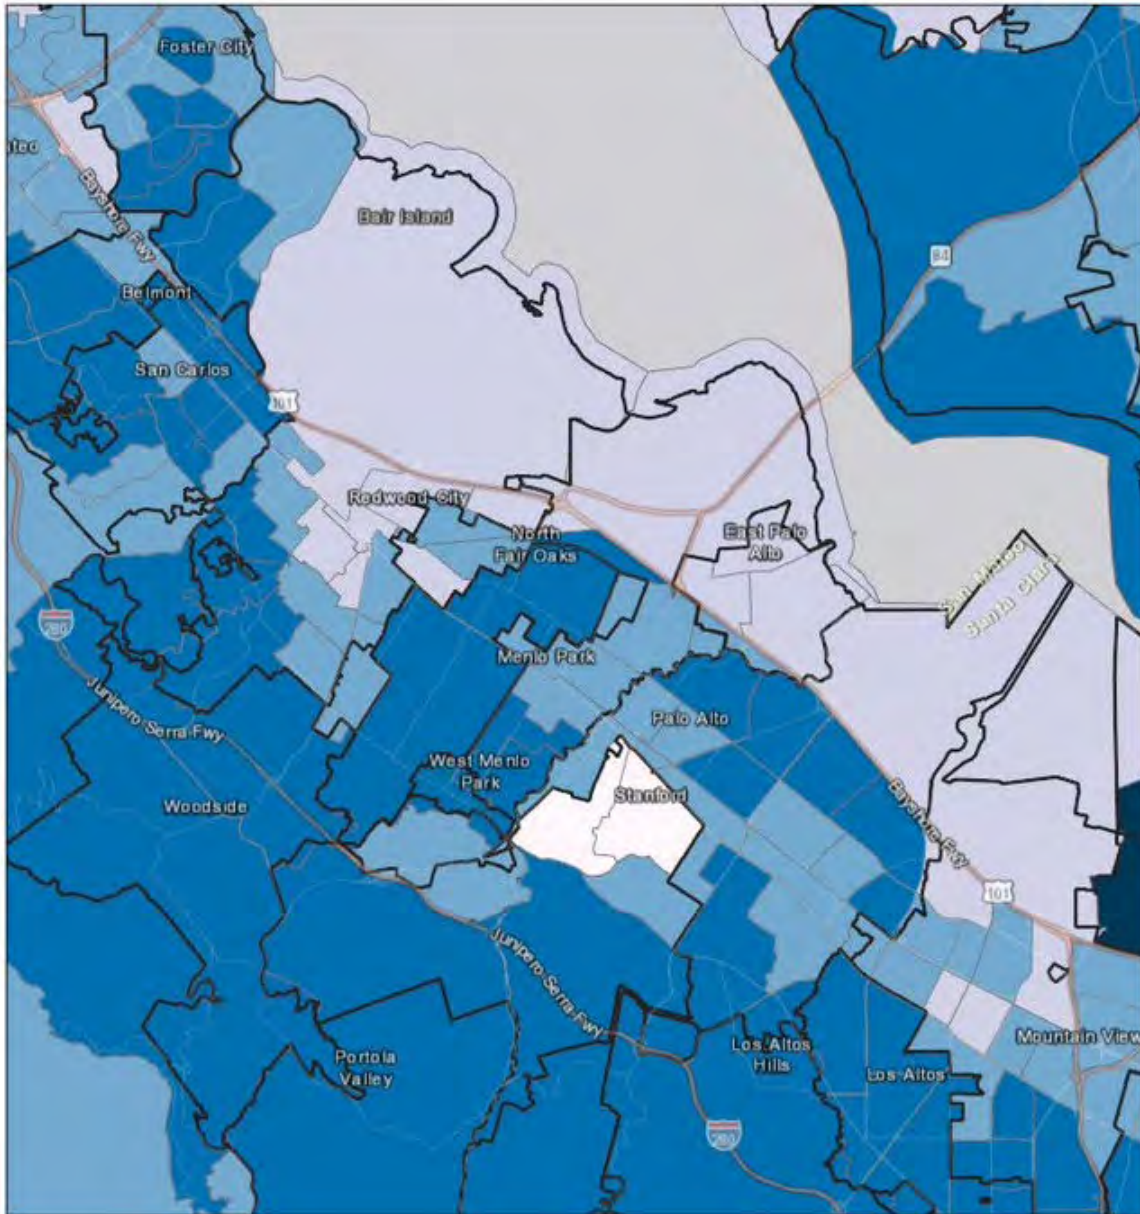 Foster City
ated
Bayshore Fwy
Bair Island
84
Belmont
San Carlos
101
Redwood City
North
Fair Oaks
East Palo
Alto
San Mateo
Santa Clara
280
Menlo Park
Junipero-Serra-Fwy
Palo Alto
West Menlo
Park
Stanford
Woodside
Bayshore Fwy
101
Junipero-Serra-Fwy
Portola
Valley
Los Altos
Hills
Los Altos
Mountain View
280